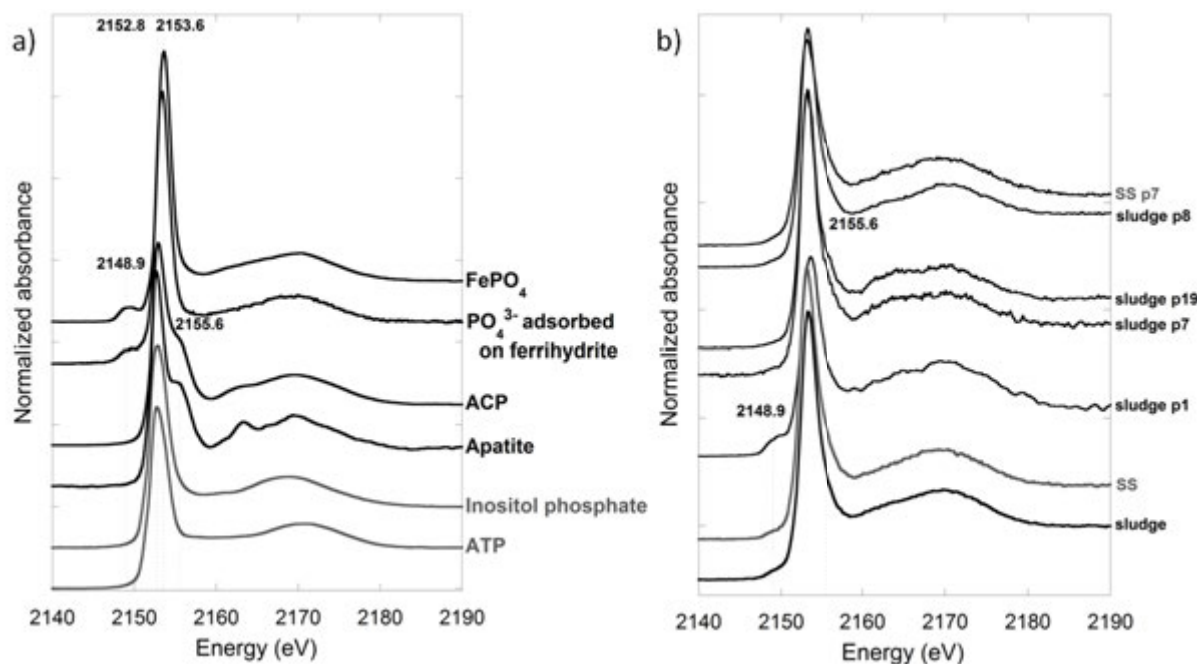 a)
2152.8 2153.6
2148.9
2155.6
FePO4
PO4 3- adsorbed
on ferrihydrite
ACP
Apatite
Inositol phosphate
ATP
Normalized absorbance
2140 2150 2160 2170 2180 2190
Energy (eV)
b)
2155.6
2148.9
SS p7
sludge p8
sludge p19
sludge p7
sludge p1
SS
sludge
Normalized absorbance
2140 2150 2160 2170 2180 2190
Energy (eV)